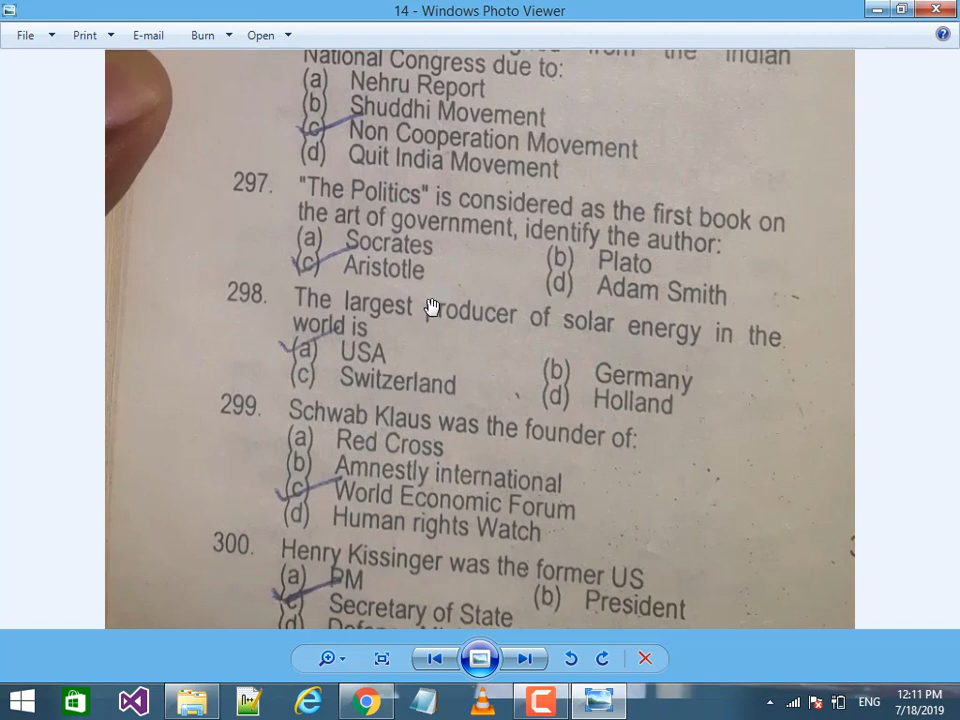 14 - Windows Photo Viewer
File Print E-mail Burn Open
from the Indian
National Congress due to:
(a) Nehru Report
(b) Shuddhi Movement
(c) Non Cooperation Movement
(d) Quit India Movement
297. "The Politics" is considered as the first book on
the art of government, identify the author:
(a) Socrates (b) Plato
(c) Aristotle (d) Adam Smith
298. The largest producer of solar energy in the
world is
(a) USA (b) Germany
(c) Switzerland (d) Holland
299. Schwab Klaus was the founder of:
(a) Red Cross
(b) Amnestly international
(c) World Economic Forum
(d) Human rights Watch
300. Henry Kissinger was the former US
(a) PM (b) President
(c) Secretary of State
(d)
ENG
12:11 PM
7/18/2019